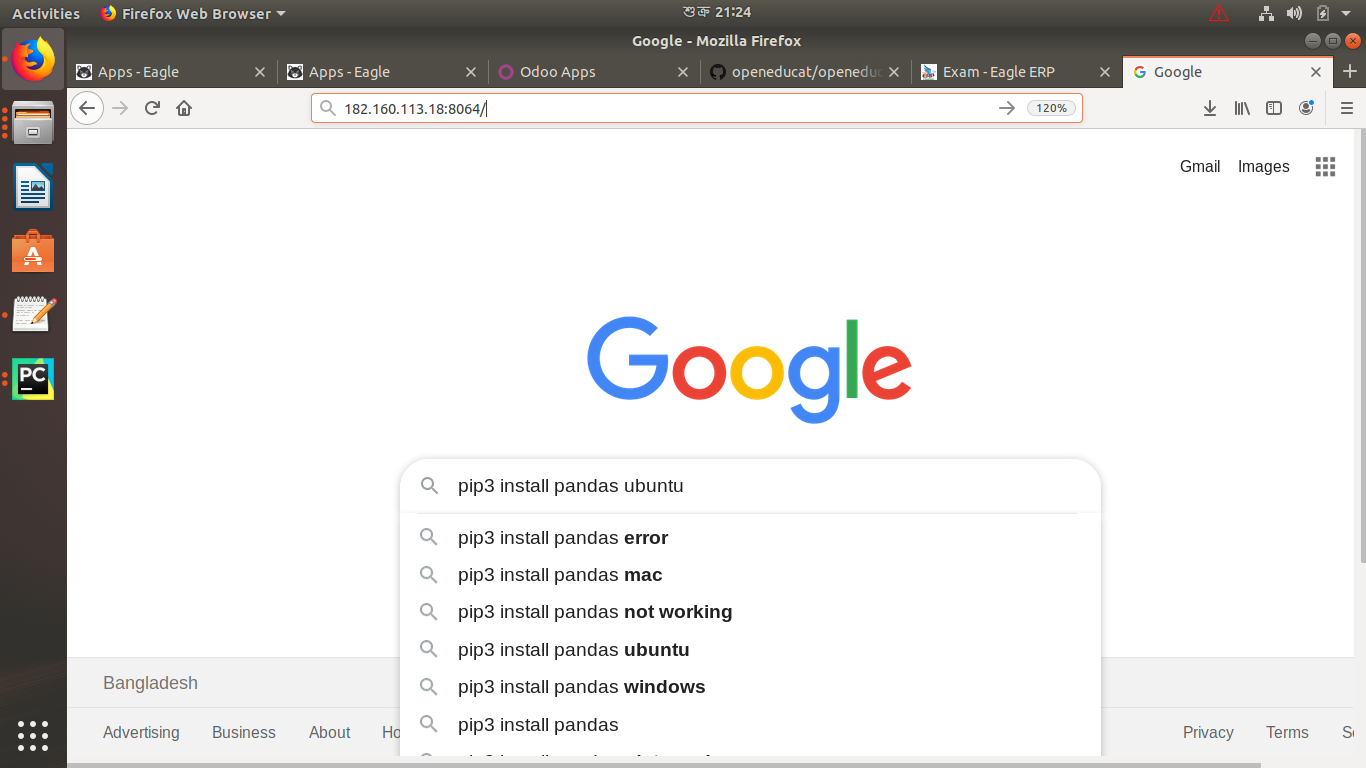 Activities Firefox Web Browser শুক্র 21:24
Google - Mozilla Firefox
Apps - Eagle Apps - Eagle Odoo Apps openeducat/openeduc Exam - Eagle ERP Google
182.160.113.18:8064/ 120%
Gmail Images
Google
pip3 install pandas ubuntu
pip3 install pandas error
pip3 install pandas mac
pip3 install pandas not working
pip3 install pandas ubuntu
pip3 install pandas windows
pip3 install pandas
Bangladesh
Advertising Business About Privacy Terms
PC